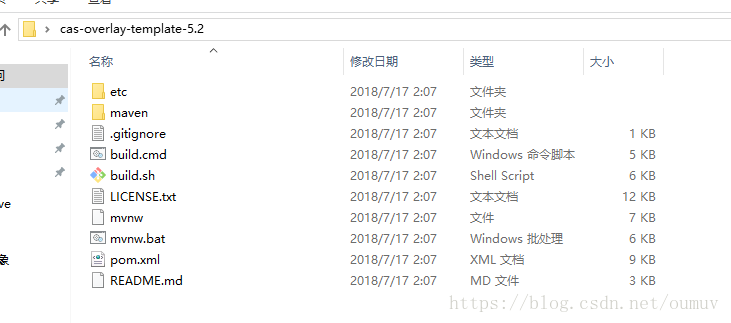 cas-overlay-template-5.2
名称 修改日期 类型 大小
etc 2018/7/17 2:07 文件夹
maven 2018/7/17 2:07 文件夹
.gitignore 2018/7/17 2:07 文本文档 1 KB
build.cmd 2018/7/17 2:07 Windows 命令脚本 5 KB
build.sh 2018/7/17 2:07 Shell Script 6 KB
LICENSE.txt 2018/7/17 2:07 文本文档 12 KB
mvnw 2018/7/17 2:07 文件 7 KB
mvnw.bat 2018/7/17 2:07 Windows 批处理 6 KB
pom.xml 2018/7/17 2:07 XML 文档 9 KB
README.md 2018/7/17 2:07 MD 文件 3 KB
https://blog.csdn.net/oumuv